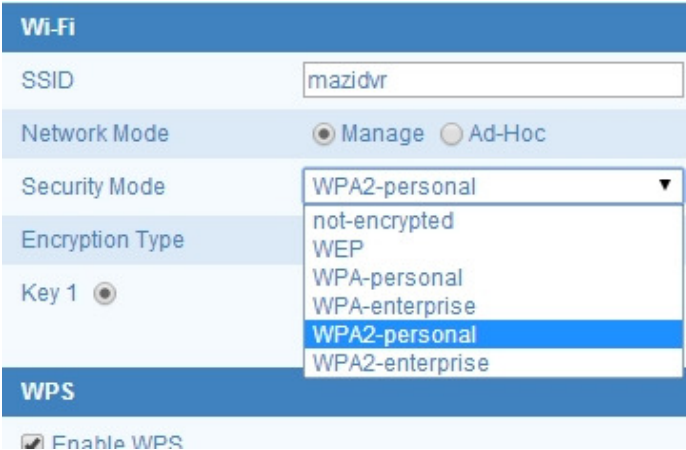 Wi-Fi
SSID mazidvr
Network Mode Manage Ad-Hoc
Security Mode WPA2-personal
not-encrypted
Encryption Type
WEP
WPA-personal
Key 1
WPA-enterprise
WPA2-personal
WPA2-enterprise
WPS
Enable WPS